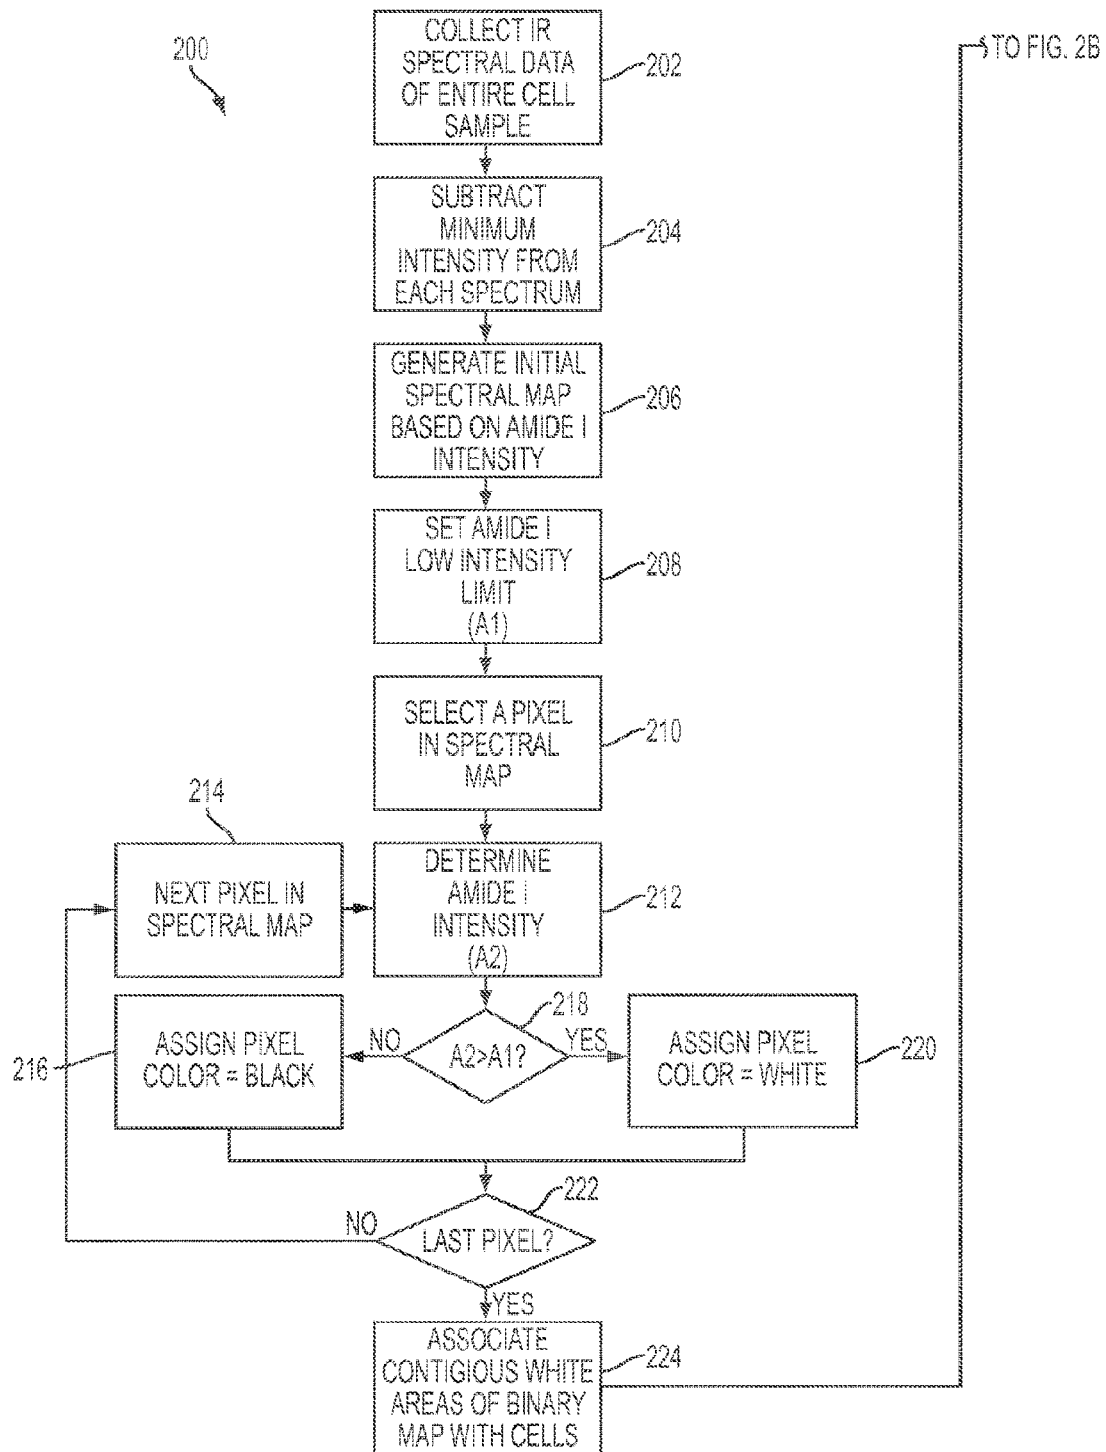 200
COLLECT IR
SPECTRAL DATA
OF ENTIRE CELL
SAMPLE
202
TO FIG. 2B
SUBTRACT
MINIMUM
INTENSITY FROM
EACH SPECTRUM
204
GENERATE INITIAL
SPECTRAL MAP
BASED ON AMIDE I
INTENSITY
206
SET AMIDE I
LOW INTENSITY
LIMIT
(A1)
208
SELECT A PIXEL
IN SPECTRAL
MAP
210
214
NEXT PIXEL IN
SPECTRAL MAP
DETERMINE
AMIDE I
INTENSITY
(A2)
212
216
ASSIGN PIXEL
COLOR = BLACK
NO
A2>A1?
218
YES
ASSIGN PIXEL
COLOR = WHITE
220
222
NO
LAST PIXEL?
YES
ASSOCIATE
CONTIGIOUS WHITE
AREAS OF BINARY
MAP WITH CELLS
224